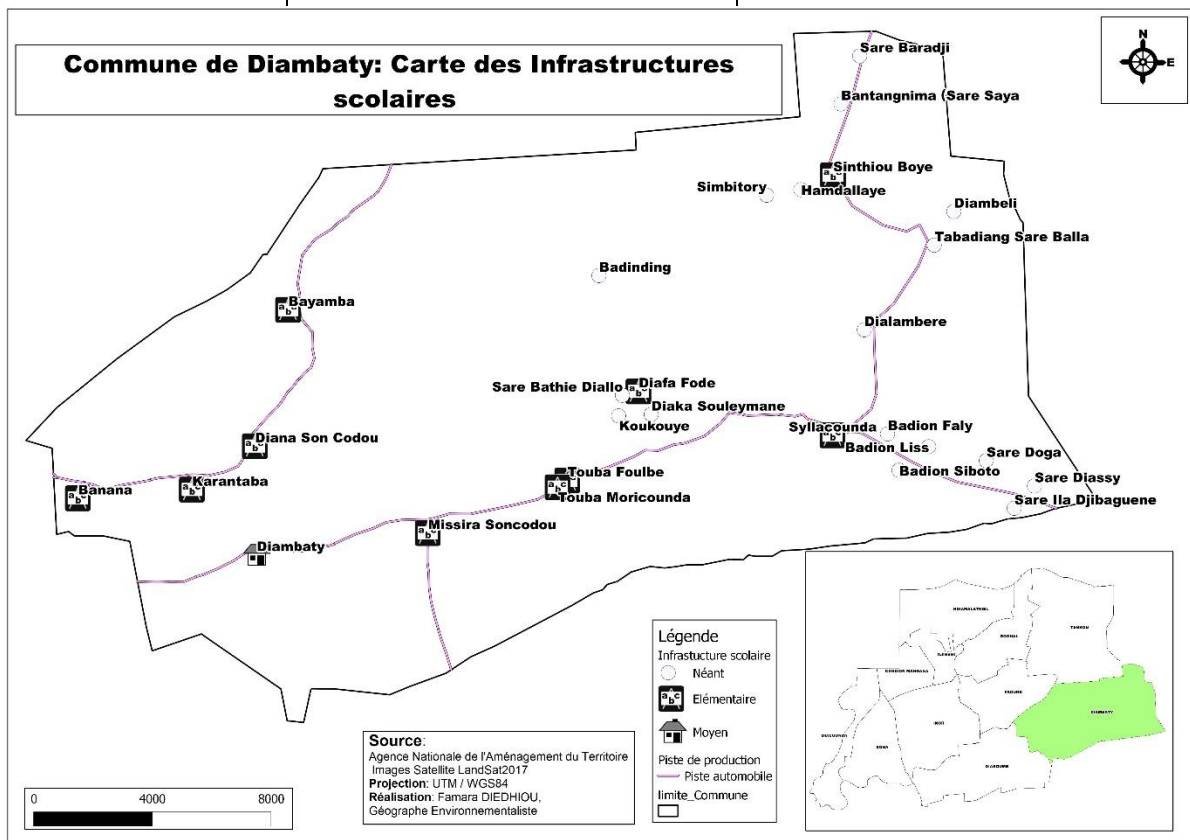 Commune de Diambaty: Carte des Infrastructures
scolaires
N
E
Sare Baradji
Bantangnima (Sare Saya
Sinthiou Boye
Simbitory
Hamdallaye
Diambeli
Tabadiang Sare Balla
Badinding
Bayamba
Dialambere
Sare Bathie Diallo
Diafa Fode
Diaka Souleymane
Koukouye
Syllacounda
Badion Faly
Badion Liss
Diana Son Codou
Sare Doga
Badion Siboto
Touba Foulbe
Karantaba
Banana
Sare Diassy
Touba Moricounda
Sare Ila Djibaguene
Missira Soncodou
Diambaty
Légende
Infrastucture scolaire
Néant
Elémentaire
Moyen
Piste de production
Piste automobile
limite_Commune
Source:
Agence Nationale de l'Aménagement du Territoire
Images Satellite LandSat2017
Projection: UTM / WGS84
Réalisation: Famara DIEDHIOU,
Géographe Environnementaliste
0 4000 8000
DIAMBATY